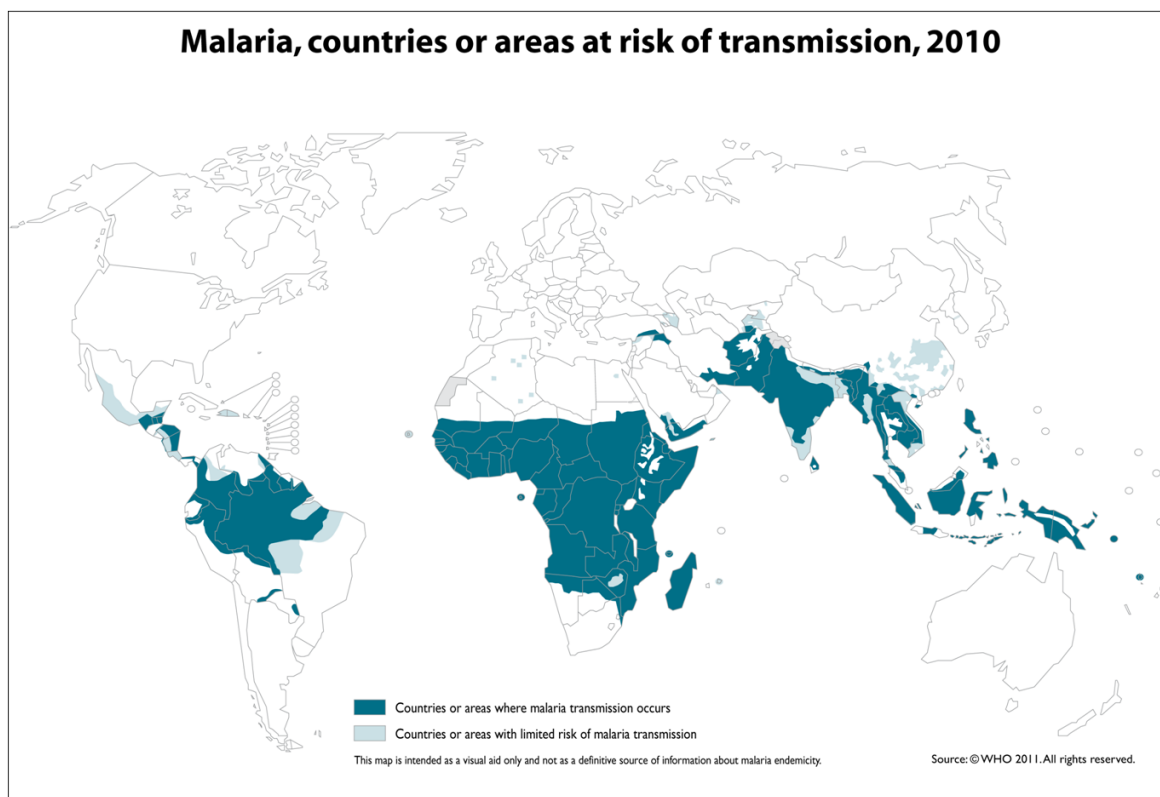 Malaria, countries or areas at risk of transmission, 2010
Countries or areas where malaria transmission occurs
Countries or areas with limited risk of malaria transmission
This map is intended as a visual aid only and not as a definitive source of information about malaria endemicity.
Source: © WHO 2011. All rights reserved.